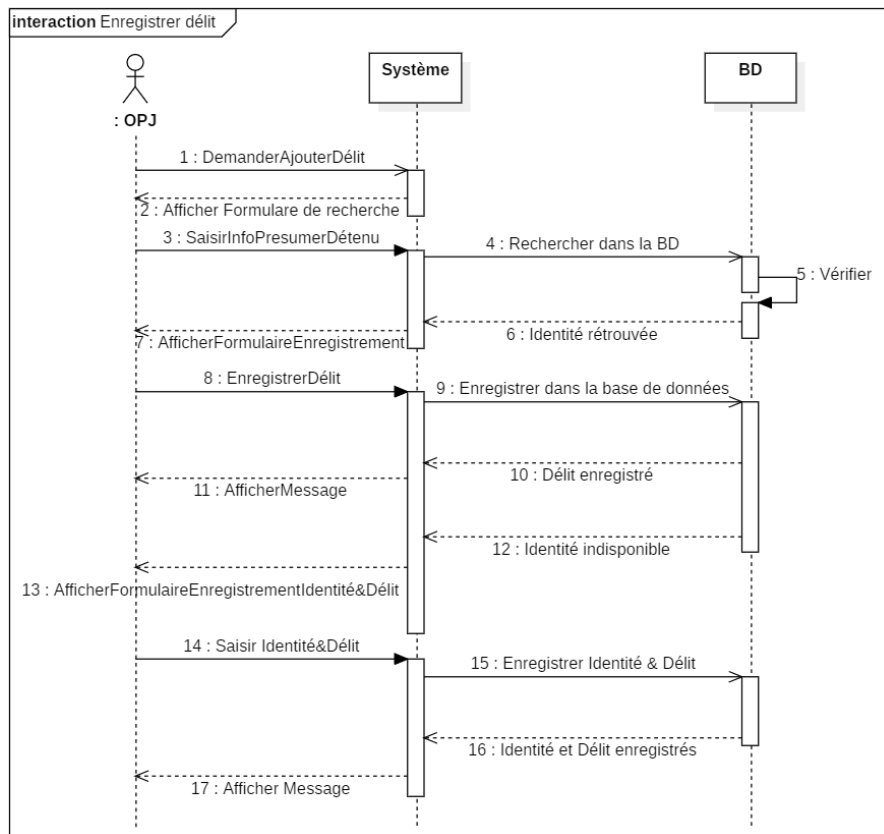 interaction Enregistrer délit
Système
BD
: OPJ
1 : DemanderAjouterDélit
2 : Afficher Formulare de recherche
3 : SaisirInfoPresumerDétenu
4 : Rechercher dans la BD
5 : Vérifier
6 : Identité rétrouvée
7 : AfficherFormulaireEnregistrement
8 : EnregistrerDélit
9 : Enregistrer dans la base de données
10 : Délit enregistré
11 : AfficherMessage
12 : Identité indisponible
13 : AfficherFormulaireEnregistrementIdentité&Délit
14 : Saisir Identité&Délit
15 : Enregistrer Identité & Délit
16 : Identité et Délit enregistrés
17 : Afficher Message